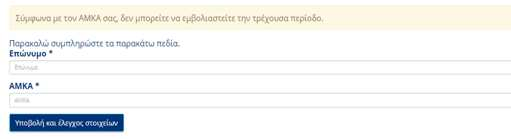 Σύμφωνα με τον ΑΜΚΑ σας, δεν μπορείτε να εμβολιαστείτε την τρέχουσα περίοδο.
Παρακαλώ συμπληρώστε τα παρακάτω πεδία.
Επώνυμο *
Επώνυμο
ΑΜΚΑ *
αμκα
Υποβολή και έλεγχος στοιχείων